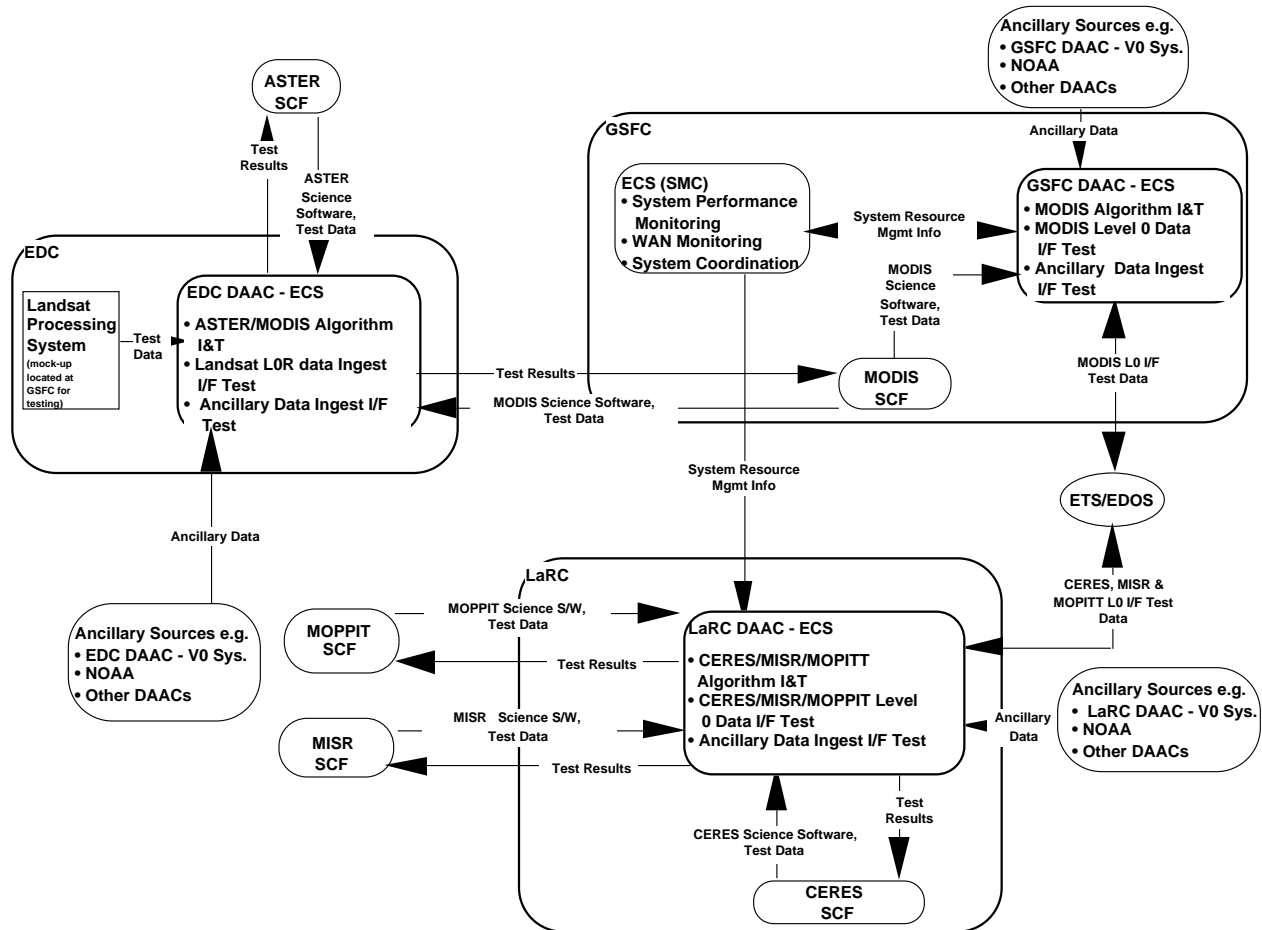 Ancillary Sources e.g.
• GSFC DAAC - V0 Sys.
• NOAA
• Other DAACs
ASTER
SCF
Ancillary Data
GSFC
Test
Results
ASTER
Science
Software,
Test Data
ECS (SMC)
• System Performance
Monitoring
• WAN Monitoring
• System Coordination
System Resource
Mgmt Info
GSFC DAAC - ECS
• MODIS Algorithm I&T
• MODIS Level 0 Data
I/F Test
• Ancillary Data Ingest
I/F Test
MODIS
Science
Software,
Test Data
EDC
Landsat
Processing
System
(mock-up
located at
GSFC for
testing)
Test
Data
EDC DAAC - ECS
• ASTER/MODIS Algorithm
I&T
• Landsat L0R data Ingest
I/F Test
• Ancillary Data Ingest I/F
Test
Test Results
MODIS Science Software,
Test Data
MODIS
SCF
MODIS L0 I/F
Test Data
System Resource
Mgmt Info
ETS/EDOS
Ancillary Data
CERES, MISR &
MOPITT L0 I/F Test
Data
Ancillary Sources e.g.
• EDC DAAC - V0 Sys.
• NOAA
• Other DAACs
LaRC
MOPPIT
SCF
MOPPIT Science S/W,
Test Data
Test Results
MISR
SCF
MISR Science S/W,
Test Data
Test Results
LaRC DAAC - ECS
• CERES/MISR/MOPITT
Algorithm I&T
• CERES/MISR/MOPPIT Level
0 Data I/F Test
• Ancillary Data Ingest I/F Test
Ancillary
Data
Ancillary Sources e.g.
• LaRC DAAC - V0 Sys.
• NOAA
• Other DAACs
CERES Science Software,
Test Data
Test
Results
CERES
SCF